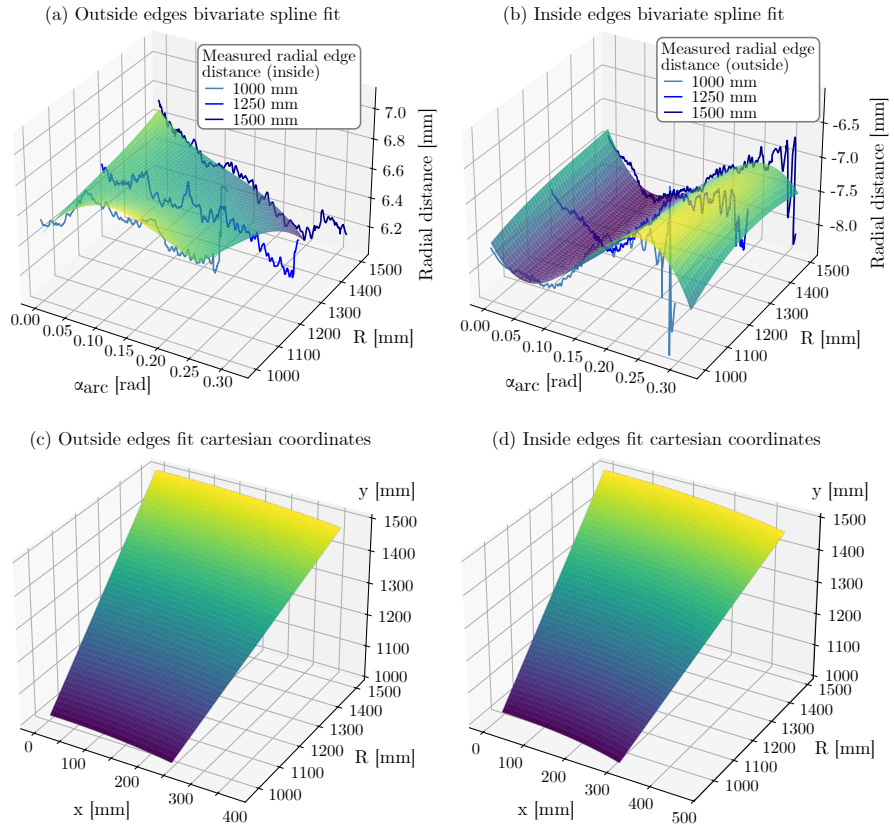 (a) Outside edges bivariate spline fit
Measured radial edge
distance (inside)
1000 mm
1250 mm
1500 mm
7.0
6.8
6.6
6.4
6.2
Radial distance [mm]
1500
1400
1300
1200
1100
1000
R [mm]
0.00
0.05
0.10
0.15
0.20
0.25
0.30
αarc [rad]
(b) Inside edges bivariate spline fit
Measured radial edge
distance (outside)
1000 mm
1250 mm
1500 mm
-6.5
-7.0
-7.5
-8.0
Radial distance [mm]
1500
1400
1300
1200
1100
1000
R [mm]
0.00
0.05
0.10
0.15
0.20
0.25
0.30
αarc [rad]
(c) Outside edges fit cartesian coordinates
y [mm]
1500
1400
1300
1200
1100
1000
1500
1400
1300
1200
1100
1000
R [mm]
0
100
200
300
400
x [mm]
(d) Inside edges fit cartesian coordinates
y [mm]
1500
1400
1300
1200
1100
1000
1500
1400
1300
1200
1100
1000
R [mm]
0
100
200
300
400
500
x [mm]